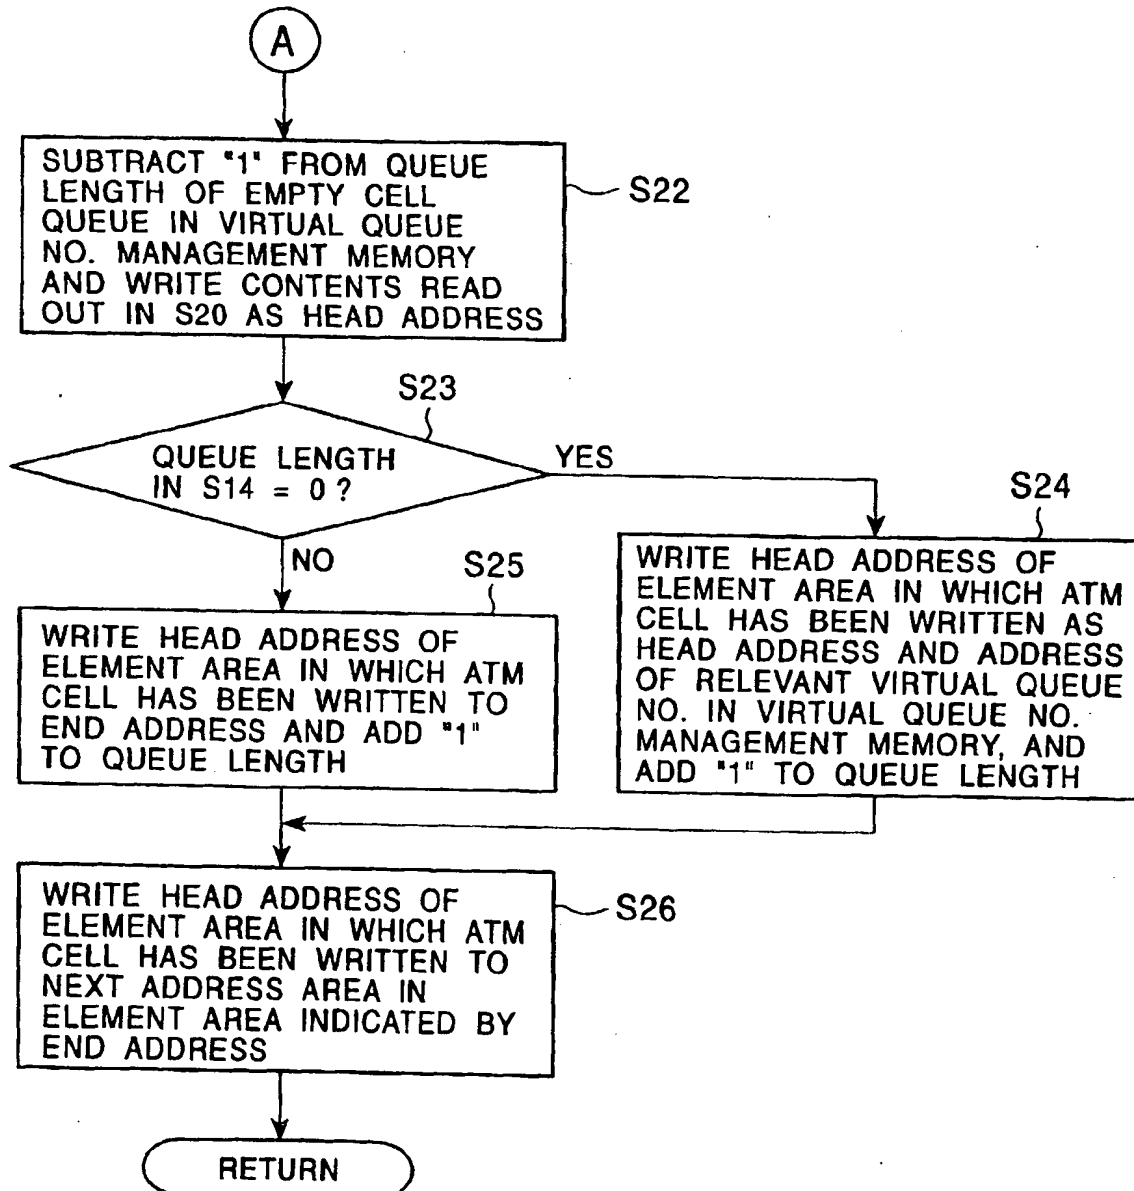 A
SUBTRACT "1" FROM QUEUE
LENGTH OF EMPTY CELL
QUEUE IN VIRTUAL QUEUE
NO. MANAGEMENT MEMORY
AND WRITE CONTENTS READ
OUT IN S20 AS HEAD ADDRESS
S22
S23
QUEUE LENGTH
IN S14 = 0 ?
YES
NO
S24
WRITE HEAD ADDRESS OF
ELEMENT AREA IN WHICH ATM
CELL HAS BEEN WRITTEN AS
HEAD ADDRESS AND ADDRESS
OF RELEVANT VIRTUAL QUEUE
NO. IN VIRTUAL QUEUE NO.
MANAGEMENT MEMORY, AND
ADD "1" TO QUEUE LENGTH
S25
WRITE HEAD ADDRESS OF
ELEMENT AREA IN WHICH ATM
CELL HAS BEEN WRITTEN TO
END ADDRESS AND ADD "1"
TO QUEUE LENGTH
WRITE HEAD ADDRESS OF
ELEMENT AREA IN WHICH ATM
CELL HAS BEEN WRITTEN TO
NEXT ADDRESS AREA IN
ELEMENT AREA INDICATED BY
END ADDRESS
S26
RETURN